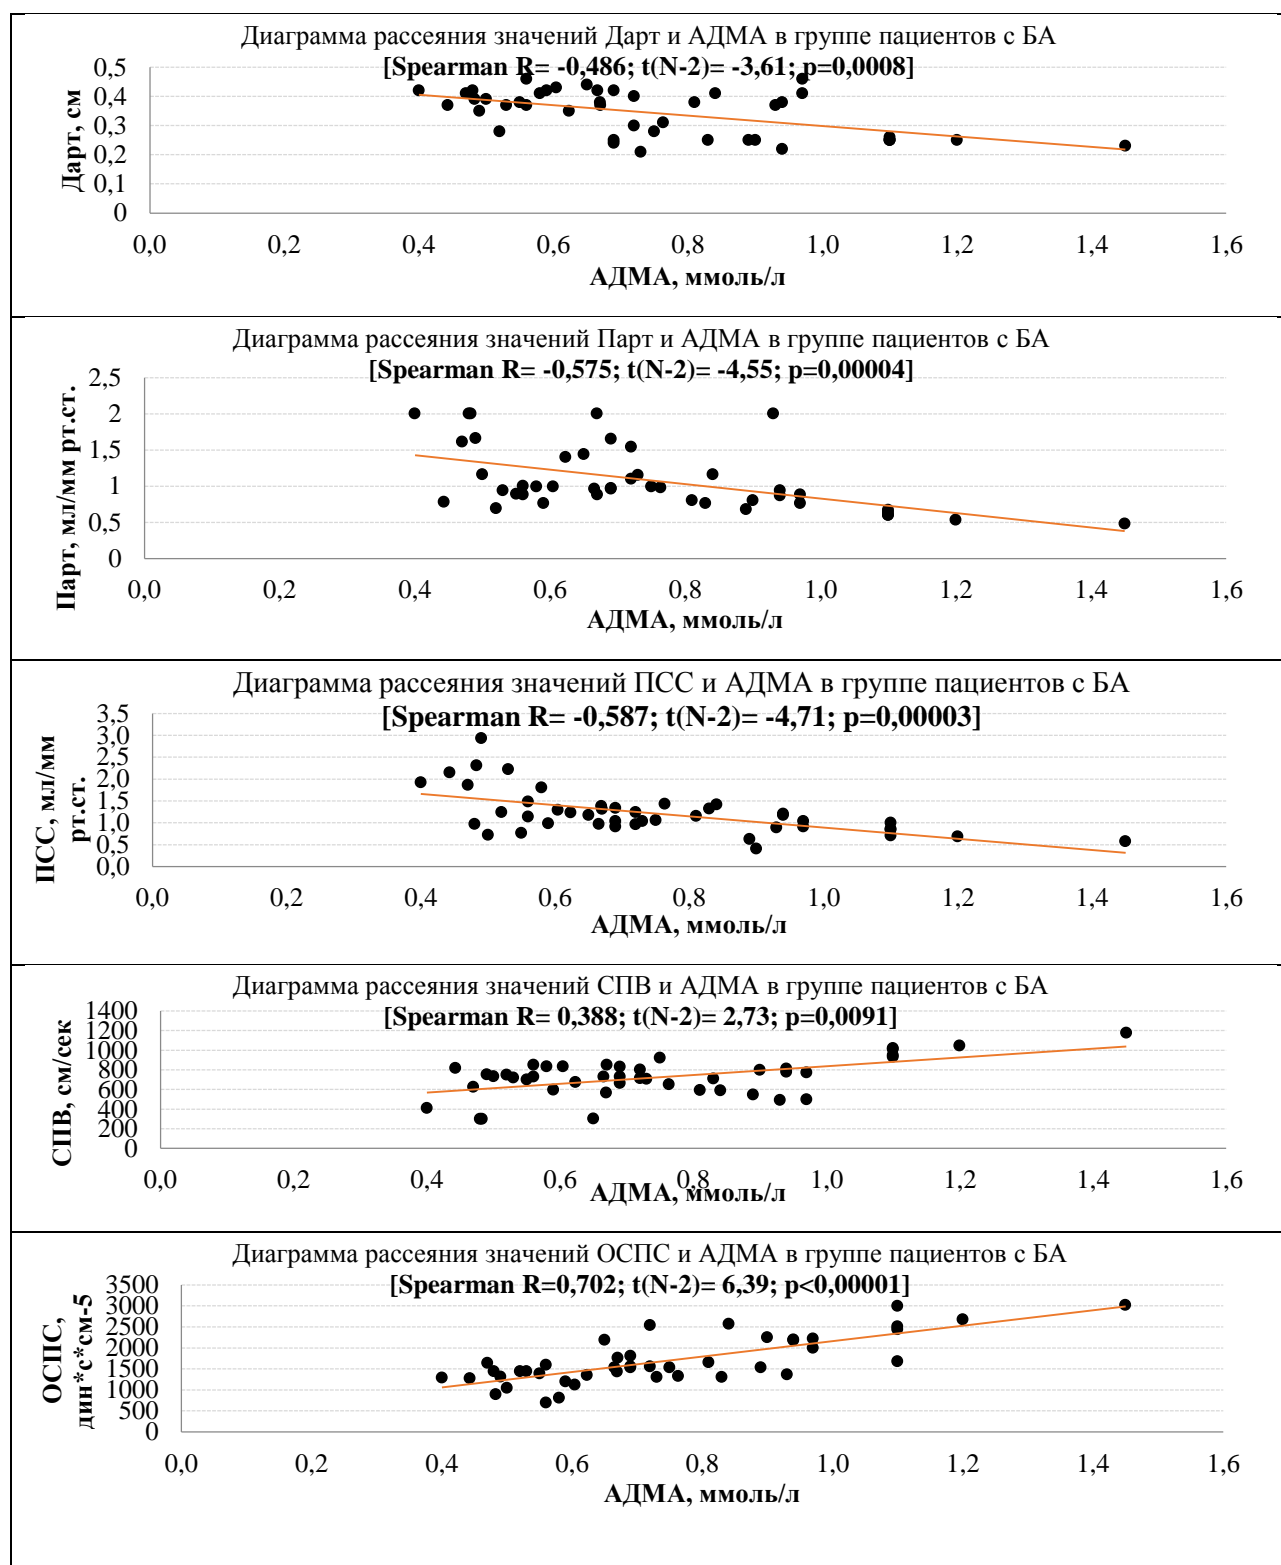 Диаграмма рассеяния значений Дарт и АДМА в группе пациентов с БА
[Spearman R= -0,486; t(N-2)= -3,61; p=0,0008]
Дарт, см
0,5
0,4
0,3
0,2
0,1
0
0,0 0,2 0,4 0,6 0,8 1,0 1,2 1,4 1,6
АДМА, ммоль/л
Диаграмма рассеяния значений Парт и АДМА в группе пациентов с БА
[Spearman R= -0,575; t(N-2)= -4,55; p=0,00004]
Парт, мл/мм рт.ст.
2,5
2
1,5
1
0,5
0
0,0 0,2 0,4 0,6 0,8 1,0 1,2 1,4 1,6
АДМА, ммоль/л
Диаграмма рассеяния значений ПСС и АДМА в группе пациентов с БА
[Spearman R= -0,587; t(N-2)= -4,71; p=0,00003]
ПСС, мл/мм
рт.ст.
3,5
3,0
2,5
2,0
1,5
1,0
0,5
0,0
0,0 0,2 0,4 0,6 0,8 1,0 1,2 1,4 1,6
АДМА, ммоль/л
Диаграмма рассеяния значений СПВ и АДМА в группе пациентов с БА
[Spearman R= 0,388; t(N-2)= 2,73; p=0,0091]
СПВ, см/сек
1400
1200
1000
800
600
400
200
0
0,0 0,2 0,4 0,6 0,8 1,0 1,2 1,4 1,6
АДМА, ммоль/л
Диаграмма рассеяния значений ОСПС и АДМА в группе пациентов с БА
[Spearman R=0,702; t(N-2)= 6,39; p<0,00001]
ОСПС,
дин*с*см-5
3500
3000
2500
2000
1500
1000
500
0
0,0 0,2 0,4 0,6 0,8 1,0 1,2 1,4 1,6
АДМА, ммоль/л